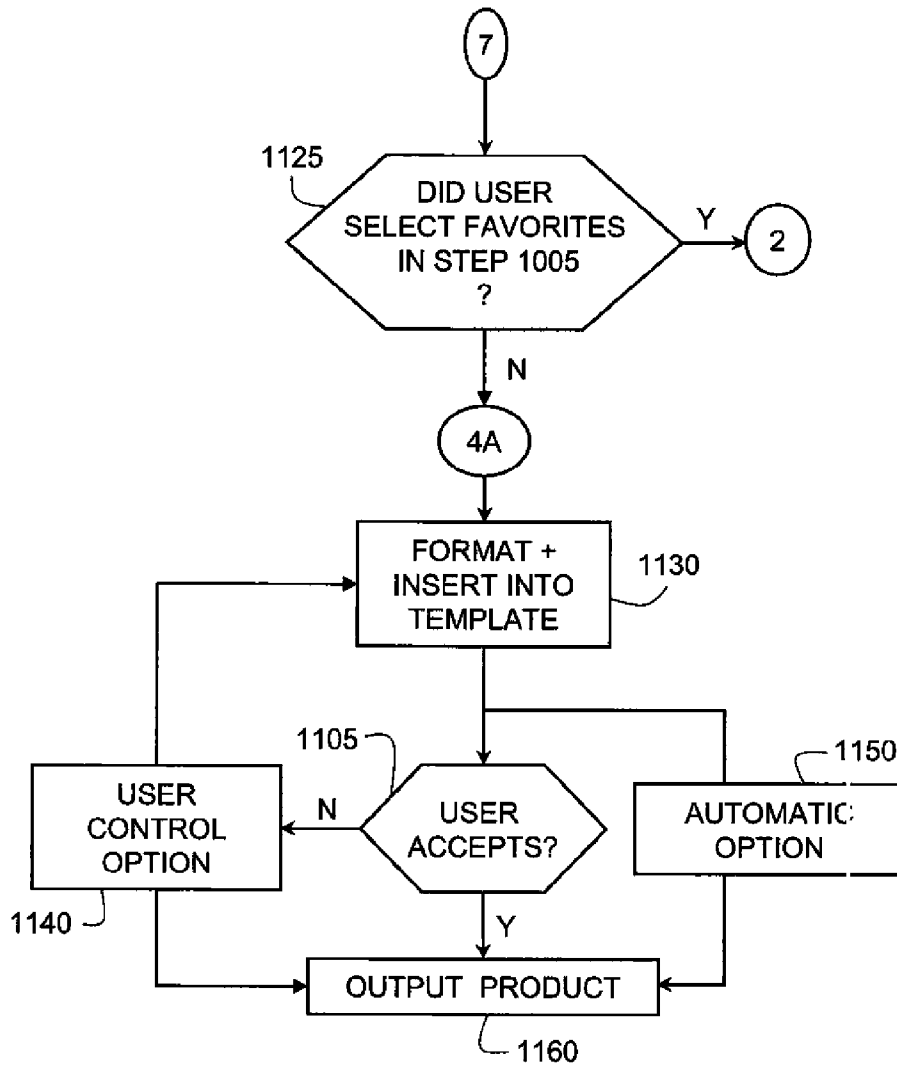 7
1125
DID USER
SELECT FAVORITES
IN STEP 1005
?
Y
2
N
4A
FORMAT +
INSERT INTO
TEMPLATE
1130
1105
1150
USER
CONTROL
OPTION
N
USER
ACCEPTS?
AUTOMATIC
OPTION
1140
Y
OUTPUT PRODUCT
1160